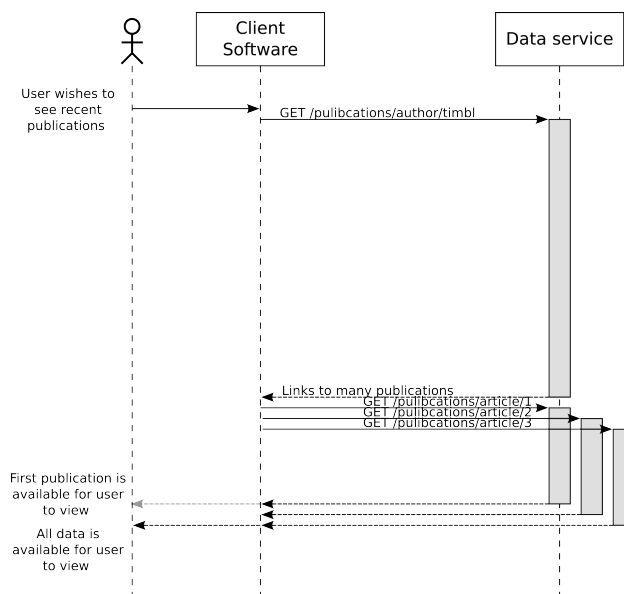 Client
Software
Data service
User wishes to
see recent
publications
GET /pulibcations/author/timbl
Links to many publications
GET /pulibcations/article/1
GET /pulibcations/article/2
GET /pulibcations/article/3
First publication is
available for user
to view
All data is
available for user
to view